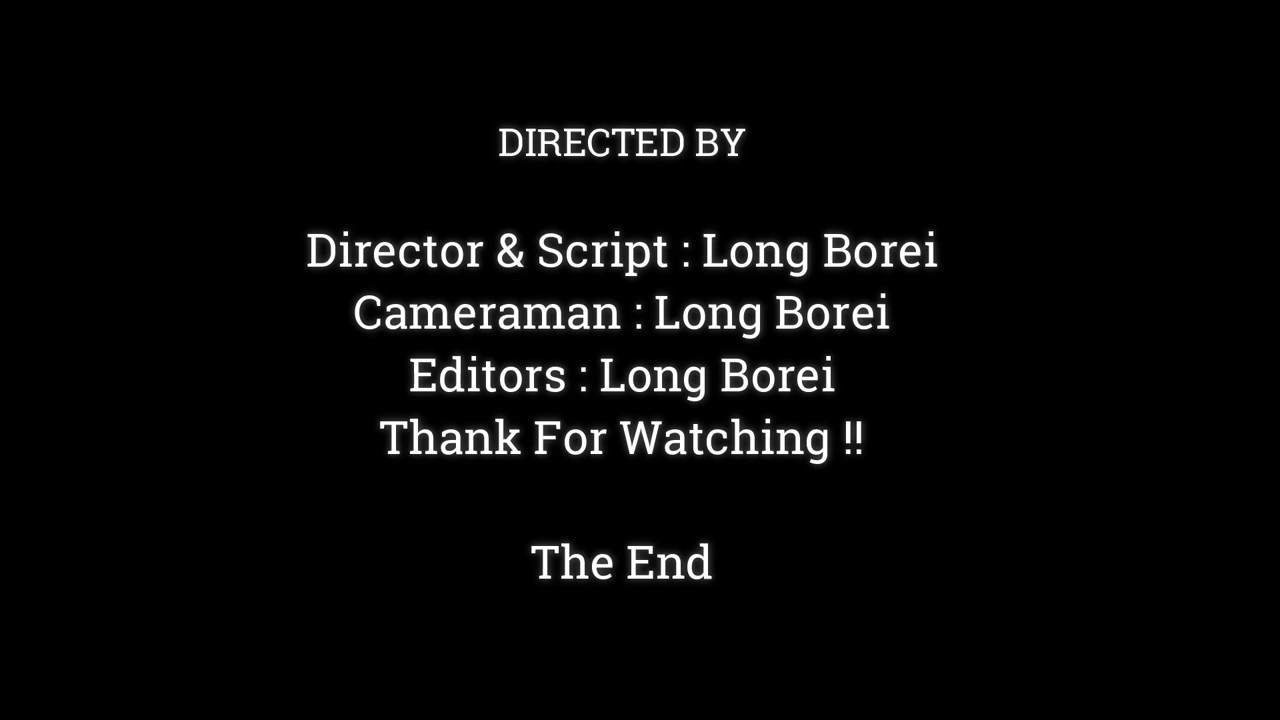 DIRECTED BY
Director & Script : Long Borei
Cameraman : Long Borei
Editors : Long Borei
Thank For Watching !!
The End